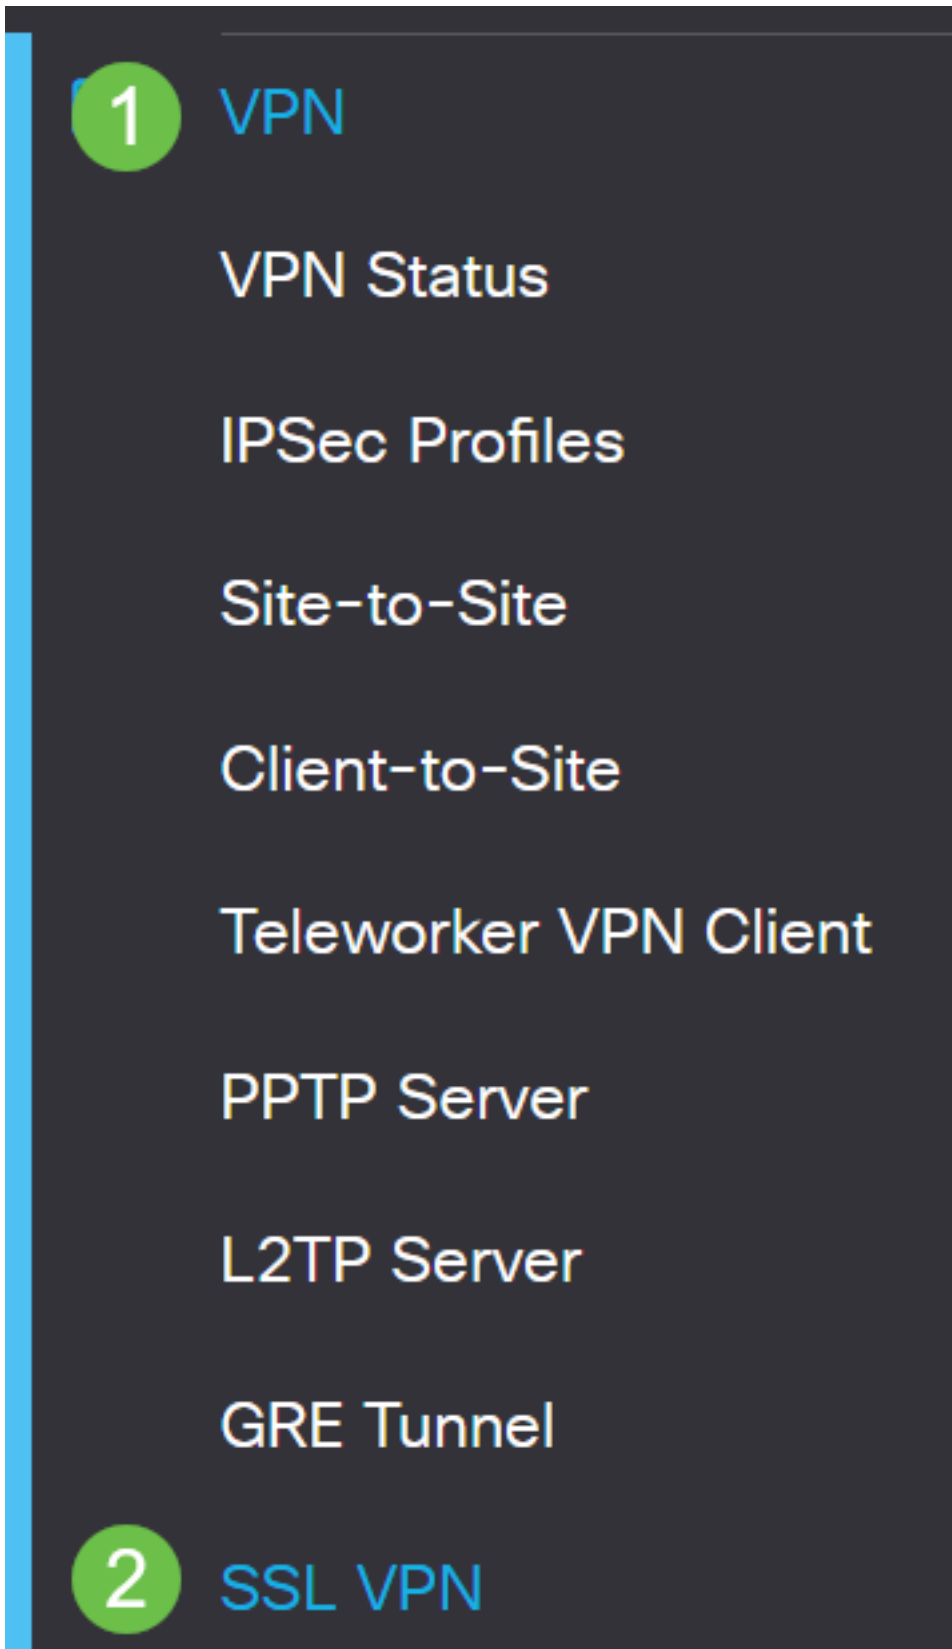 1 VPN
VPN Status
IPSec Profiles
Site-to-Site
Client-to-Site
Teleworker VPN Client
PPTP Server
L2TP Server
GRE Tunnel
2 SSL VPN